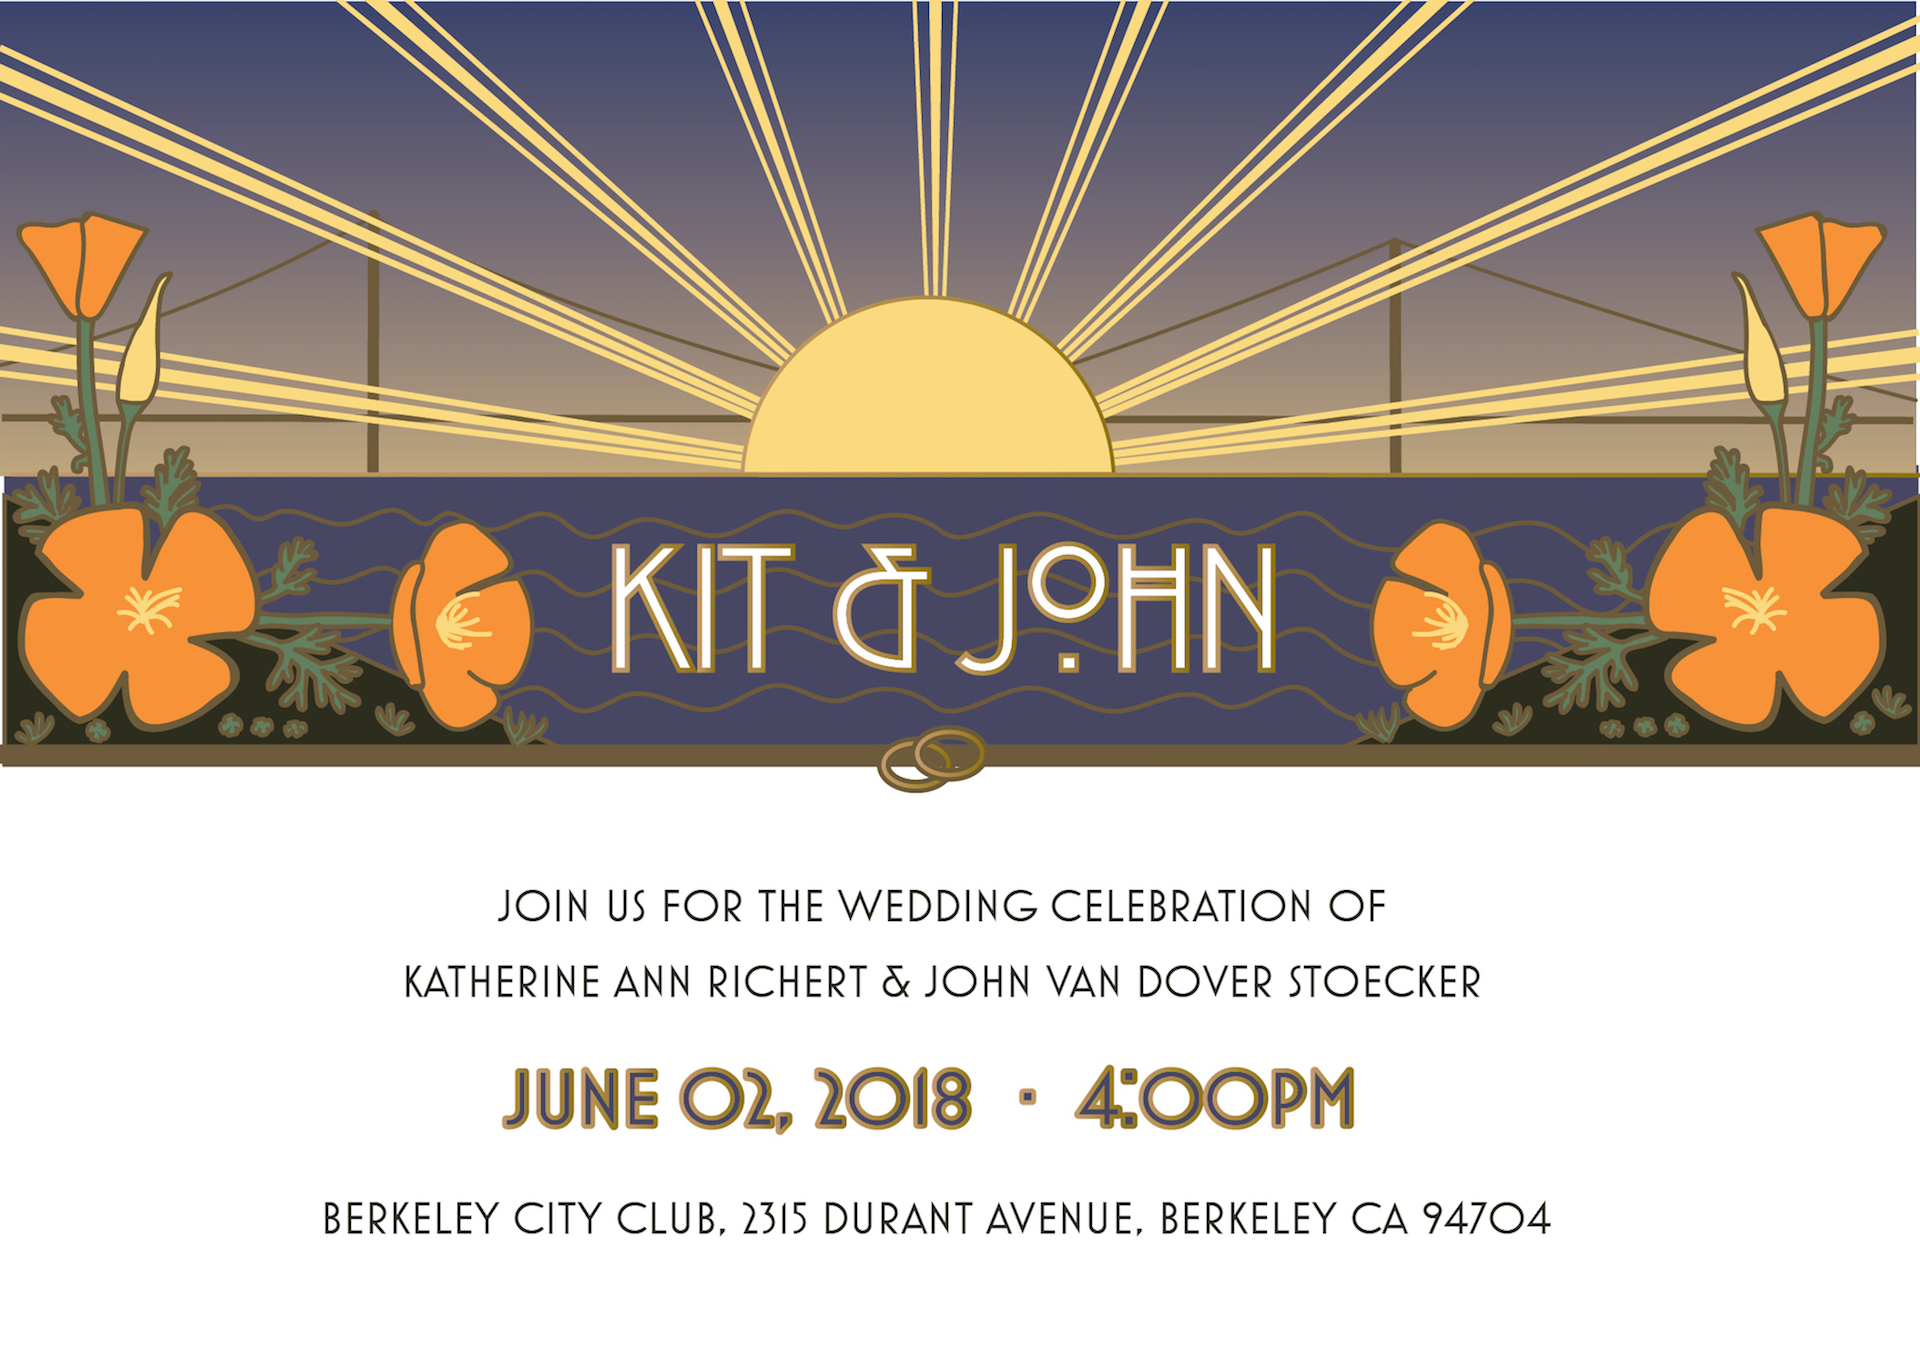 KIT & JOHN
JOIN US FOR THE WEDDING CELEBRATION OF
KATHERINE ANN RICHERT & JOHN VAN DOVER STOECKER
JUNE 02, 2018 · 4:00PM
BERKELEY CITY CLUB, 2315 DURANT AVENUE, BERKELEY CA 94704